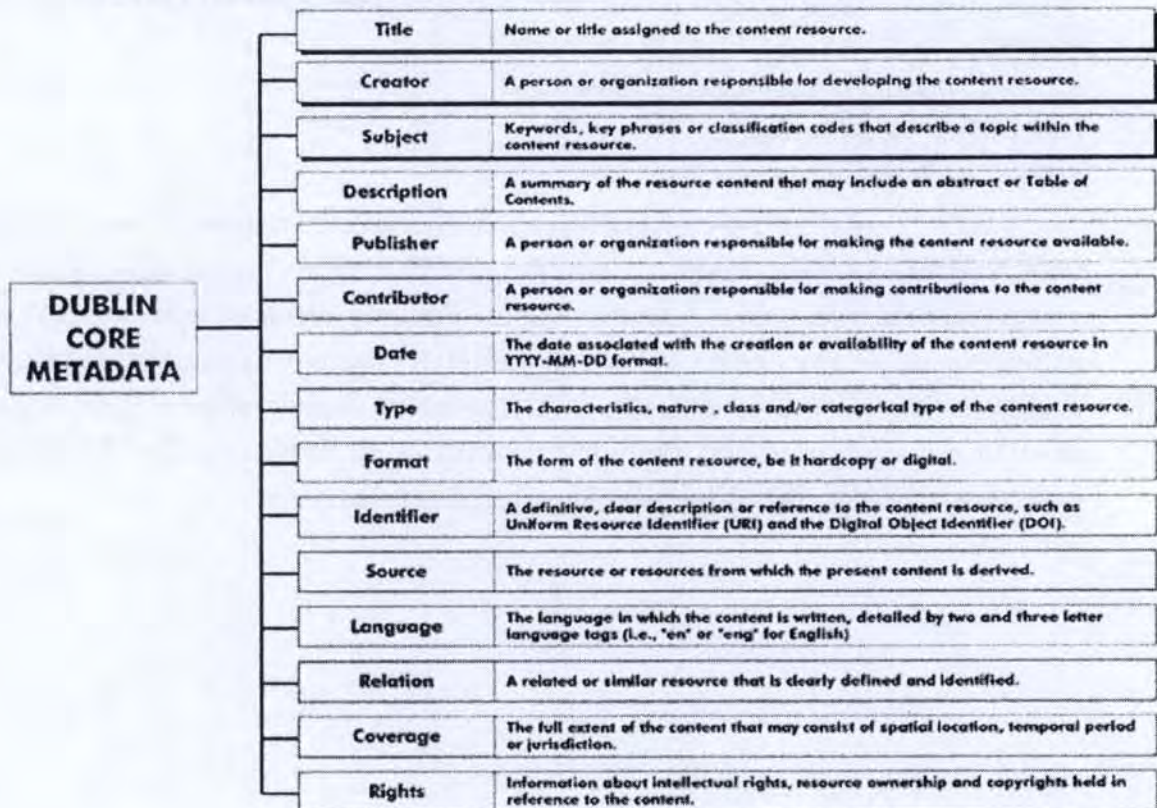 DUBLIN
CORE
METADATA
Title
Name or title assigned to the content resource.
Creator
A person or organization responsible for developing the content resource.
Subject
Keywords, key phrases or classification codes that describe a topic within the
content resource.
Description
A summary of the resource content that may include an abstract or Table of
Contents.
Publisher
A person or organization responsible for making the content resource available.
Contributor
A person or organization responsible for making contributions to the content
resource.
Date
The date associated with the creation or availability of the content resource in
YYYY-MM-DD format.
Type
The characteristics, nature , class and/or categorical type of the content resource.
Format
The form of the content resource, be it hardcopy or digital.
Identifier
A definitive, clear description or reference to the content resource, such as
Uniform Resource Identifier (URI) and the Digital Object Identifier (DOI).
Source
The resource or resources from which the present content is derived.
Language
The language in which the content is written, detailed by two and three letter
language tags (i.e., "en" or "eng" for English)
Relation
A related or similar resource that is clearly defined and identified.
Coverage
The full extent of the content that may consist of spatial location, temporal period
or jurisdiction.
Rights
Information about intellectual rights, resource ownership and copyrights held in
reference to the content.